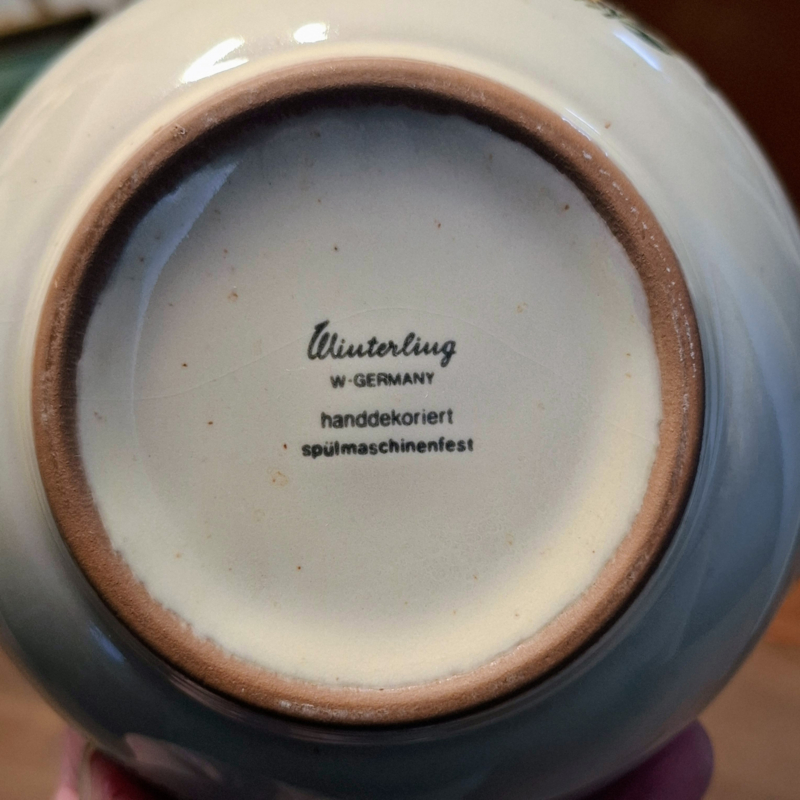 Winterling
W-GERMANY
handdekoriert
spülmaschinenfest